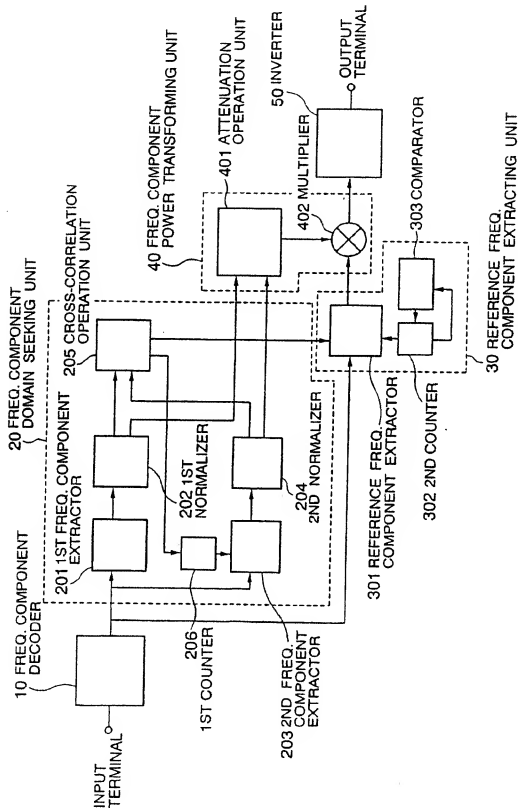 INPUT
TERMINAL
10 FREQ. COMPONENT
DECODER
20 FREQ. COMPONENT
DOMAIN SEEKING UNIT
205 CROSS-CORRELATION
OPERATION UNIT
201 1ST FREQ. COMPONENT
EXTRACTOR
202 1ST
NORMALIZER
206
1ST COUNTER
203 2ND FREQ.
COMPONENT
EXTRACTOR
204
2ND NORMALIZER
40 FREQ. COMPONENT
POWER TRANSFORMING UNIT
401 ATTENUATION
OPERATION UNIT
402 MULTIPLIER
50 INVERTER
OUTPUT
TERMINAL
301 REFERENCE FREQ.
COMPONENT EXTRACTOR
302 2ND COUNTER
303 COMPARATOR
30 REFERENCE FREQ.
COMPONENT EXTRACTING UNIT